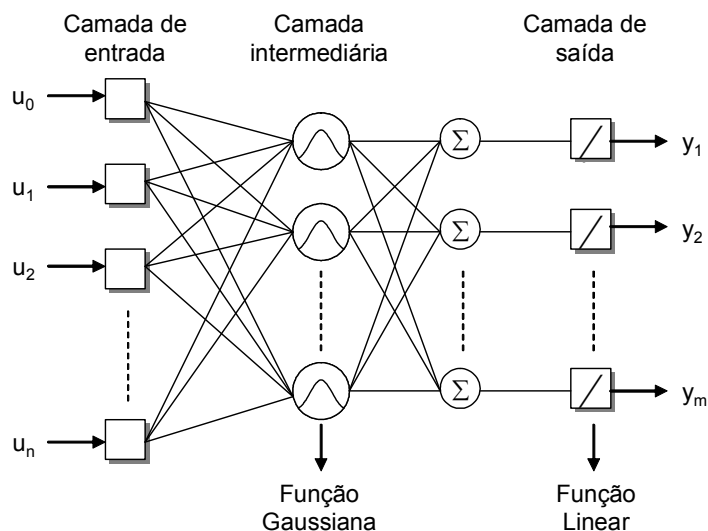 Camada de
entrada
Camada
intermediária
Camada de
saída
u0
u1
u2
un
Σ
Σ
Σ
y1
y2
ym
Função
Gaussiana
Função
Linear